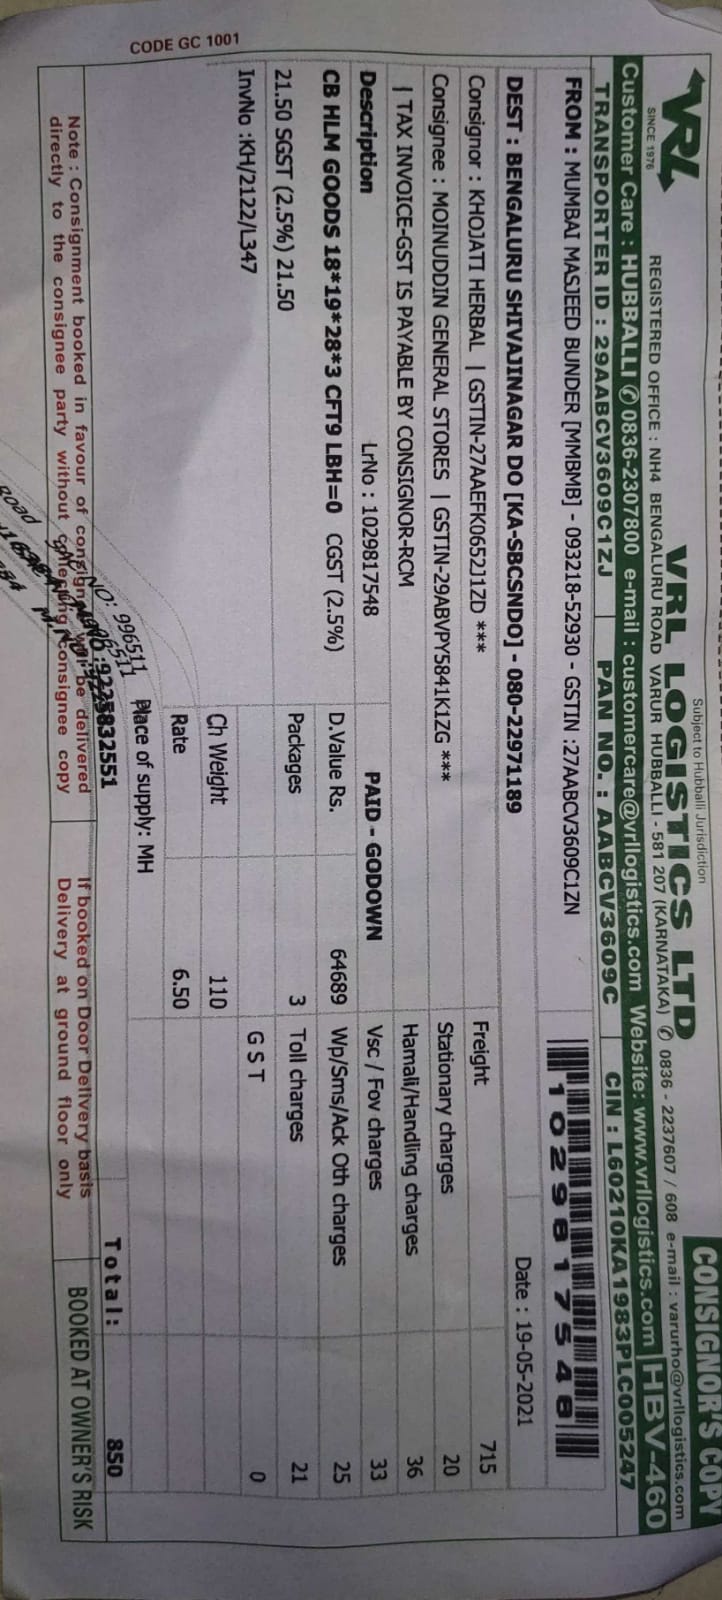 CONSIGNOR'S COPY
Subject to Hubballi Jurisdiction
VRL
SINCE 1976
VRL LOGISTICS LTD
REGISTERED OFFICE : NH4 BENGALURU ROAD VARUR HUBBALLI - 581 207 (KARNATAKA) ✆ 0836 - 2237607 / 608 e-mail : varurho@vrllogistics.com
Customer Care : HUBBALLI ✆ 0836-2307800 e-mail : customercare@vrllogistics.com Website: www.vrllogistics.com HBV-460
TRANSPORTER ID : 29AABCV3609C1ZJ PAN NO. : AABCV3609C CIN : L60210KA1983PLC005247
FROM : MUMBAI MASJEED BUNDER [MMBMB] - 093218-52930 - GSTIN :27AABCV3609C1ZN
1029817548
DEST : BENGALURU SHIVAJINAGAR DO [KA-SBCSNDO] - 080-22971189 Date : 19-05-2021
Consignor : KHOJATI HERBAL | GSTIN-27AAEFK0652J1ZD *** Freight 715
Consignee : MOINUDDIN GENERAL STORES | GSTIN-29ABVPY5841K1ZG *** Stationary charges 20
| TAX INVOICE-GST IS PAYABLE BY CONSIGNOR-RCM Hamali/Handling charges 36
Description LrNo : 1029817548 PAID - GODOWN Vsc / Fov charges 33
CB HLM GOODS 18*19*28*3 CFT9 LBH=0 CGST (2.5%) D.Value Rs. 64689 Wp/Sms/Ack Oth charges 25
21.50 SGST (2.5%) 21.50 Packages 3 Toll charges 21
InvNo :KH/2122/L347 G S T 0
Ch Weight 110
Rate 6.50
NO: 996511 Place of supply: MH
:9225832551 Total: 850
Note : Consignment booked in favour of consignee will be delivered
directly to the consignee party without collecting consignee copy
If booked on Door Delivery basis
Delivery at ground floor only
BOOKED AT OWNER'S RISK
CODE GC 1001